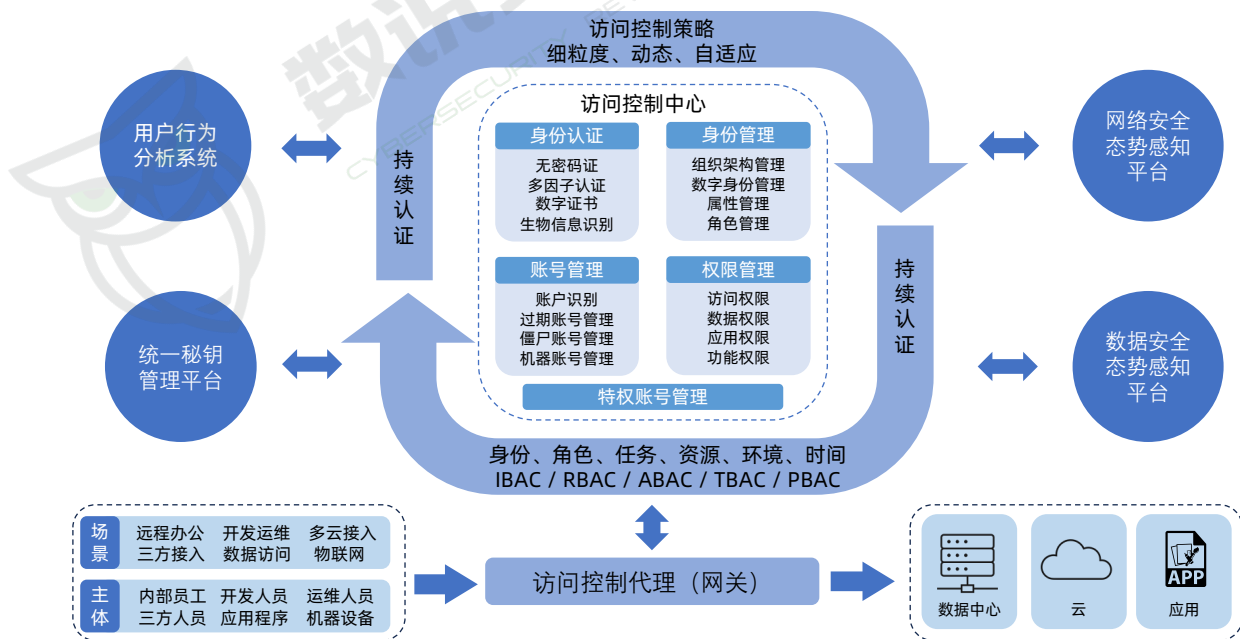 访问控制策略
细粒度、动态、自适应
用户行为
分析系统
统一秘钥
管理平台
持续认证
访问控制中心
身份认证
无密码证
多因子认证
数字证书
生物信息识别
身份管理
组织架构管理
数字身份管理
属性管理
角色管理
账号管理
账户识别
过期账号管理
僵尸账号管理
机器账号管理
权限管理
访问权限
数据权限
应用权限
功能权限
特权账号管理
持续认证
网络安全
态势感知
平台
数据安全
态势感知
平台
身份、角色、任务、资源、环境、时间
IBAC / RBAC / ABAC / TBAC / PBAC
场景
远程办公 开发运维 多云接入
三方接入 数据访问 物联网
主体
内部员工 开发人员 运维人员
三方人员 应用程序 机器设备
访问控制代理（网关）
数据中心
云
APP
应用
数说
CYBERSECURITY